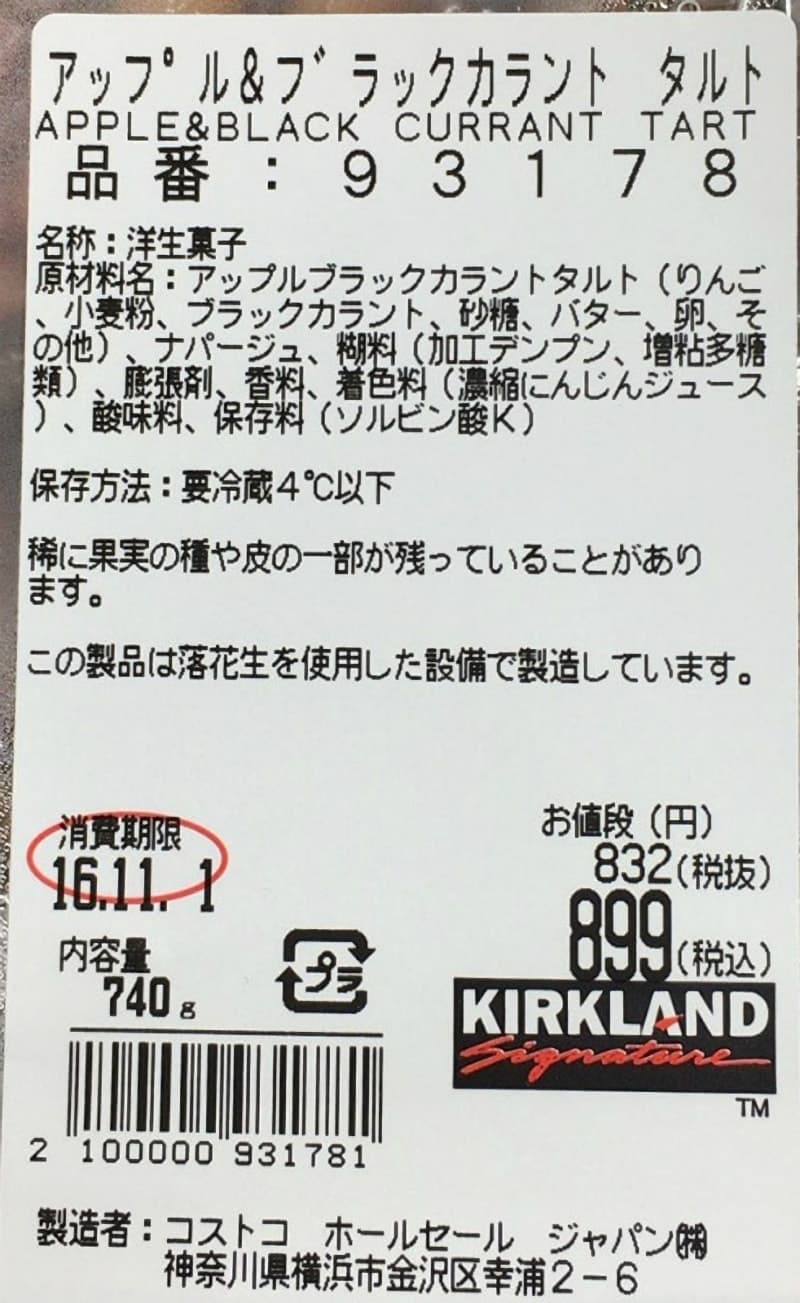 アップル&ブラックカラント タルト
APPLE&BLACK CURRANT TART
品番:93178
名称:洋生菓子
原材料名:アップルブラックカラントタルト(りんご
、小麦粉、ブラックカラント、砂糖、バター、卵、そ
の他)、ナパージュ、糊料(加工デンプン、増粘多糖
類)、膨張剤、香料、着色料(濃縮にんじんジュース
)、酸味料、保存料(ソルビン酸K)
保存方法:要冷蔵4℃以下
稀に果実の種や皮の一部が残っていることがあり
ます。
この製品は落花生を使用した設備で製造しています。
消費期限
16.11. 1
内容量
740g
プラ
お値段(円)
832(税抜)
899(税込)
KIRKLAND
Signature
TM
2 100000 931781
製造者:コストコ ホールセール ジャパン㈱
神奈川県横浜市金沢区幸浦2-6